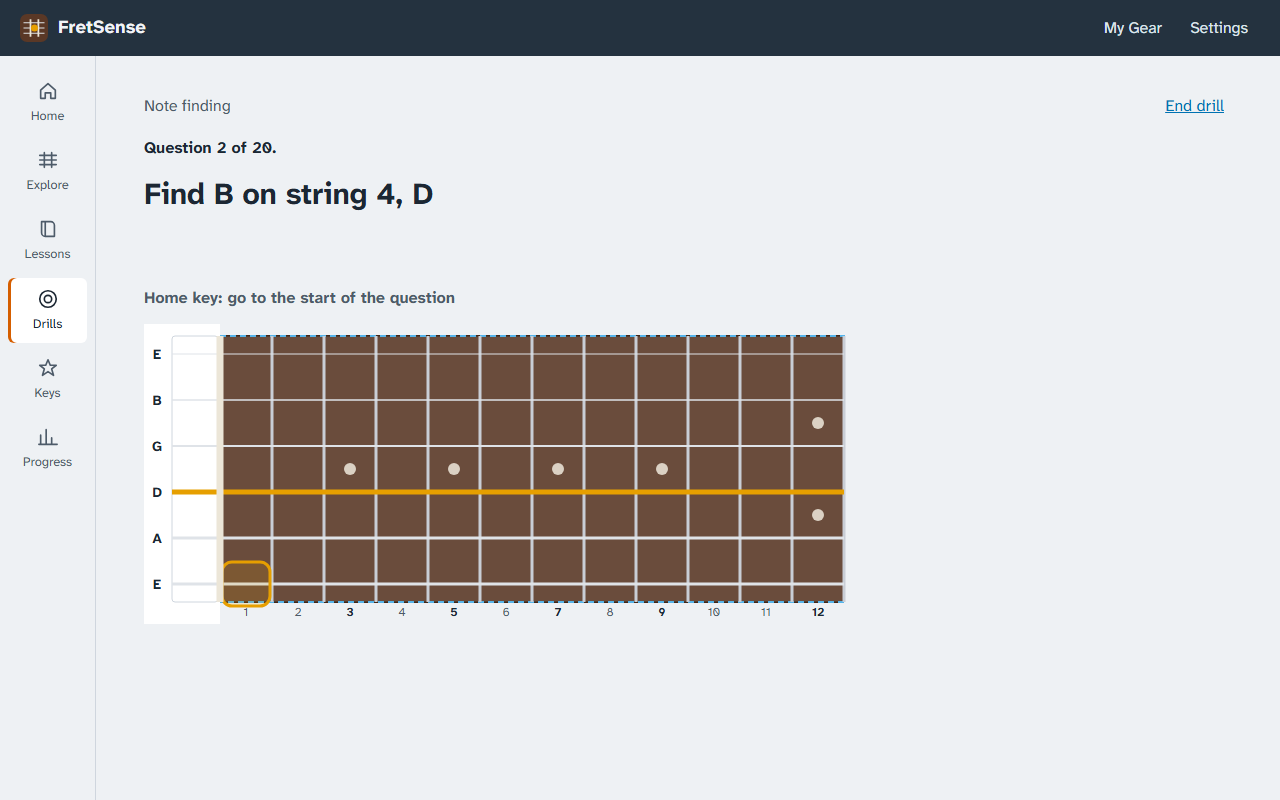 FretSense
My Gear
Settings
Home
Explore
Lessons
Drills
Keys
Progress
Note finding
End drill
Question 2 of 20.
Find B on string 4, D
Home key: go to the start of the question
E
B
G
D
A
E
1 2 3 4 5 6 7 8 9 10 11 12